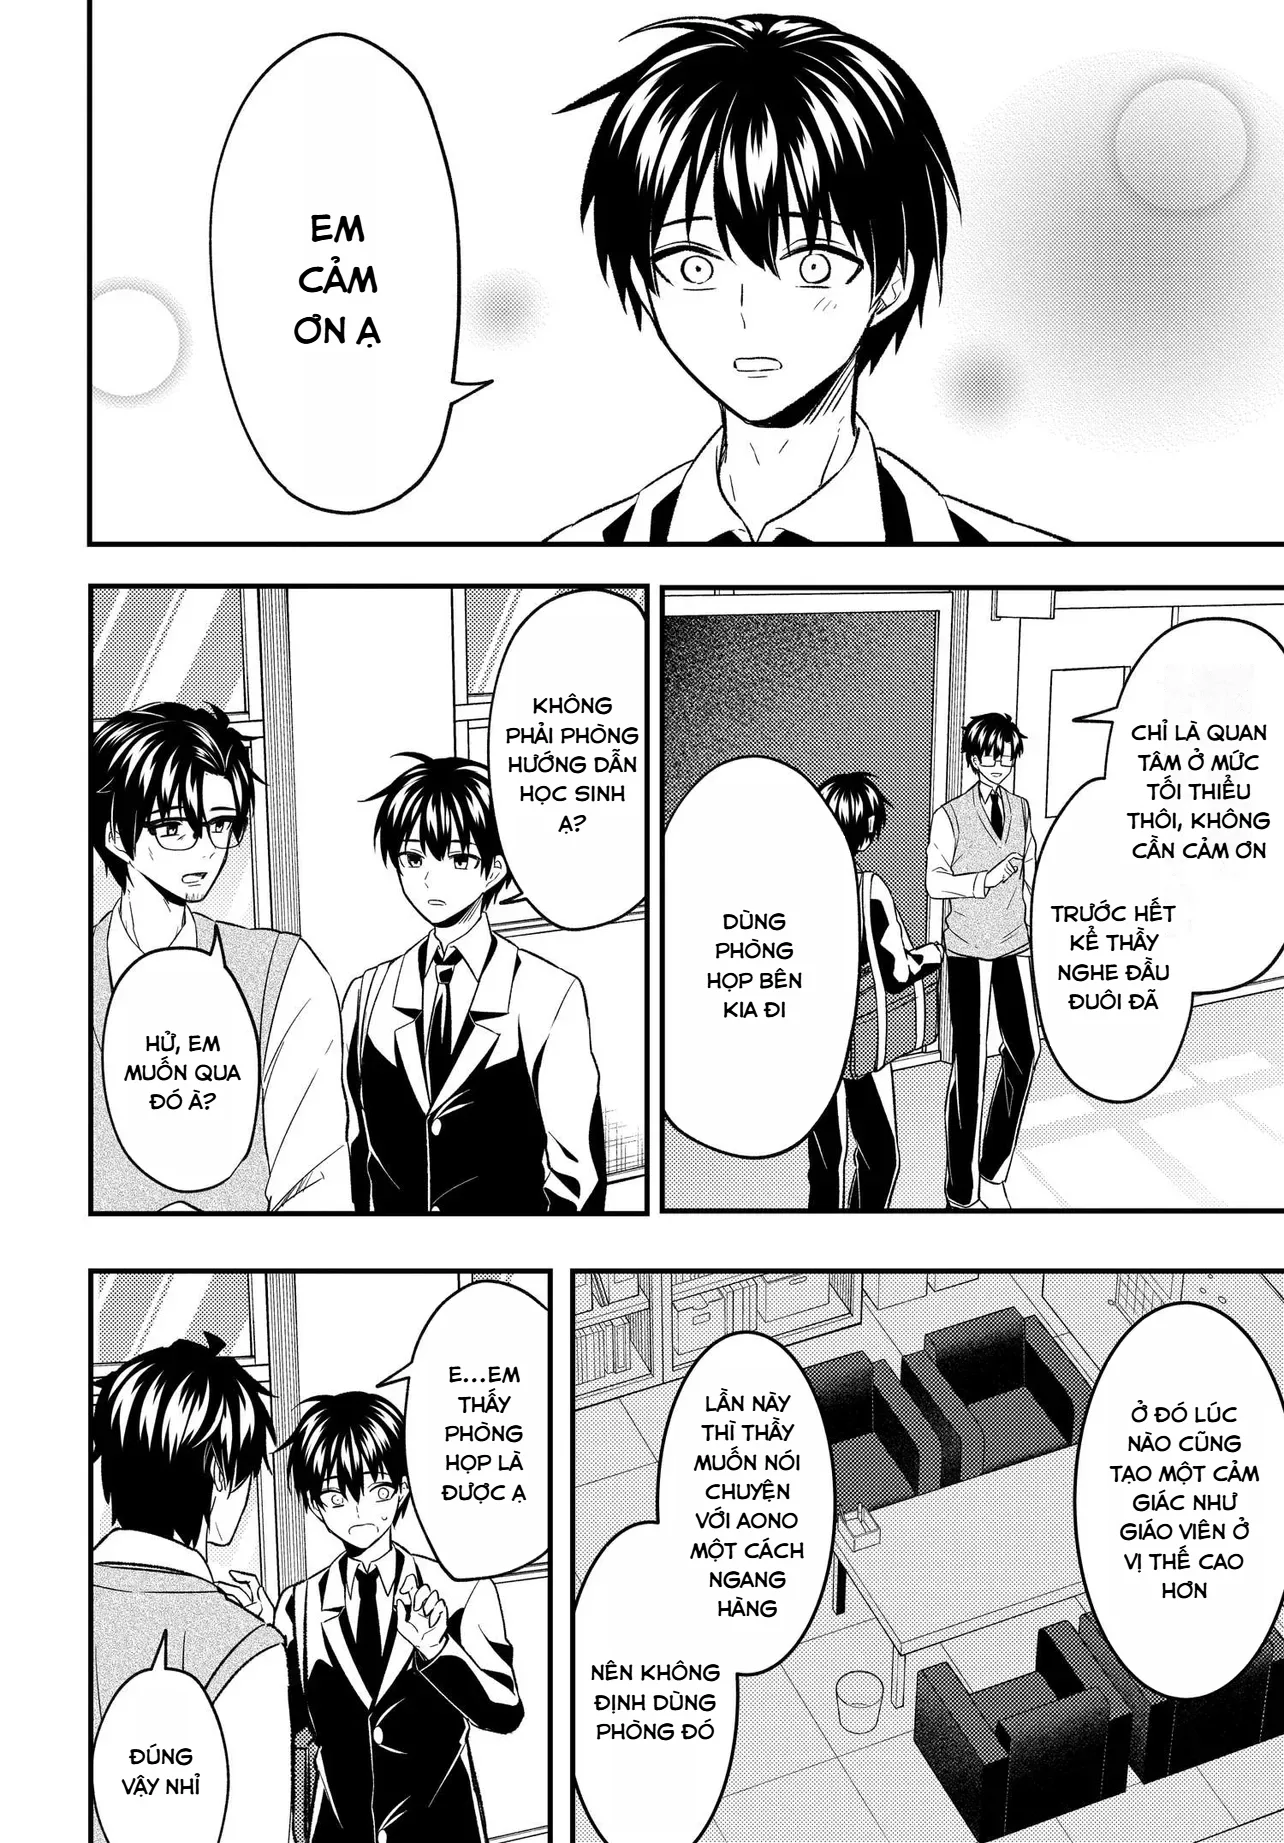 EM
CẢM
ƠN Ạ
CHỈ LÀ QUAN
TÂM Ở MỨC
TỐI THIỂU
THÔI, KHÔNG
CẦN CẢM ƠN
TRƯỚC HẾT
KỂ THẦY
NGHE ĐẦU
ĐUÔI ĐÃ
DÙNG
PHÒNG
HỌP BÊN
KIA ĐI
KHÔNG
PHẢI PHÒNG
HƯỚNG DẪN
HỌC SINH
Ạ?
HỬ, EM
MUỐN QUA
ĐÓ À?
Ở ĐÓ LÚC
NÀO CŨNG
TẠO MỘT CẢM
GIÁC NHƯ
GIÁO VIÊN Ở
VỊ THẾ CAO
HƠN
LẦN NÀY
THÌ THẦY
MUỐN NÓI
CHUYỆN
VỚI AONO
MỘT CÁCH
NGANG
HÀNG
NÊN KHÔNG
ĐỊNH DÙNG
PHÒNG ĐÓ
E...EM
THẤY
PHÒNG
HỌP LÀ
ĐƯỢC Ạ
ĐÚNG
VẬY NHỈ